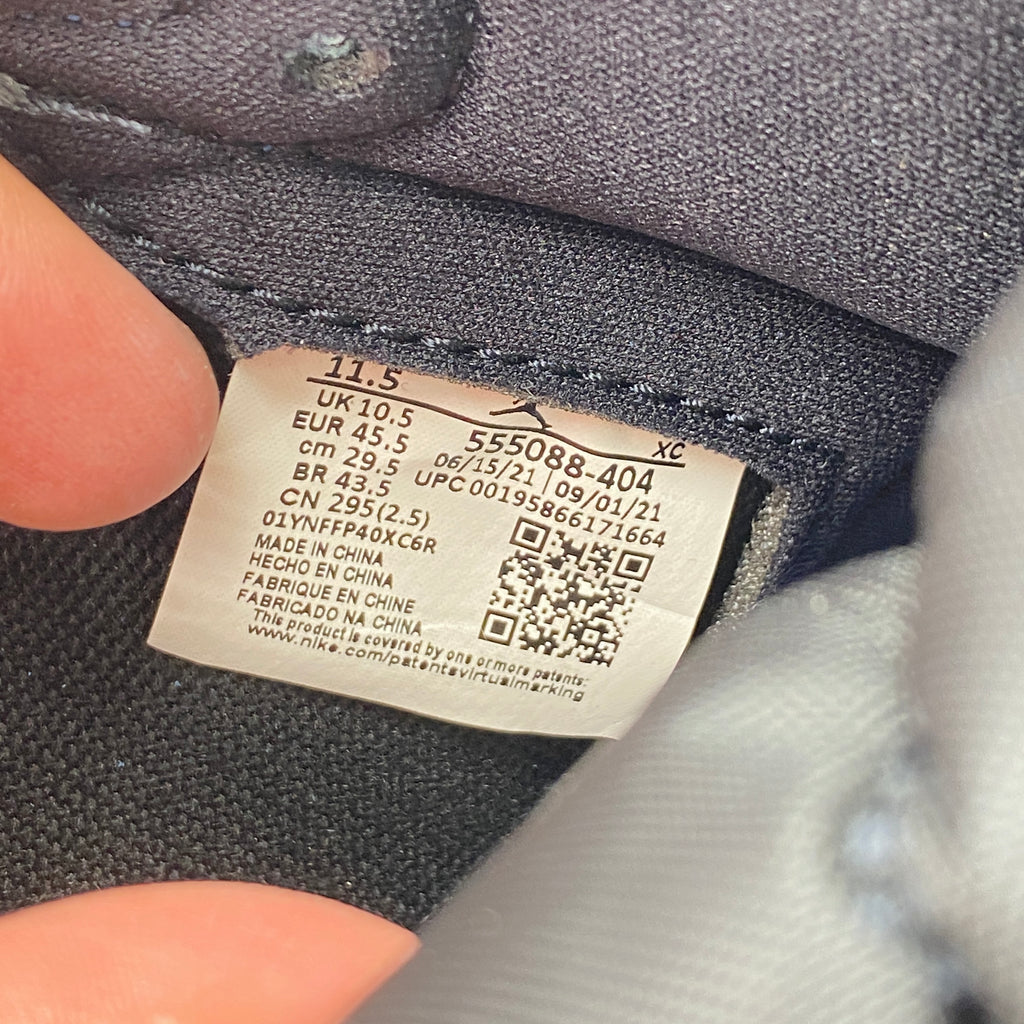 11.5
UK 10.5
EUR 45.5
cm 29.5
BR 43.5
CN 295(2.5)
01YNFFP40XC6R
XC
555088-404
06/15/21 | 09/01/21
UPC 00195866171664
MADE IN CHINA
HECHO EN CHINA
FABRIQUE EN CHINE
FABRICADO NA CHINA
This product is covered by one or more patents:
www.nike.com/patentsvirtualmarking